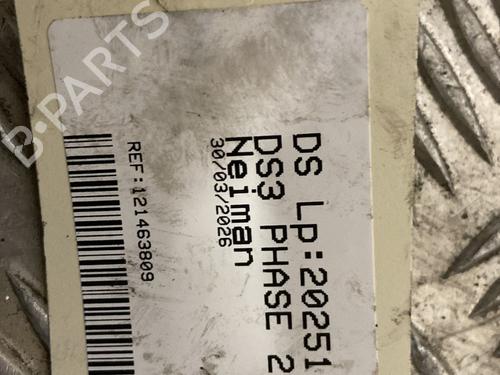 DS Lp:20251
DS3 PHASE 2
Neiman
30/03/2026
REF:121463809
B-PARTS